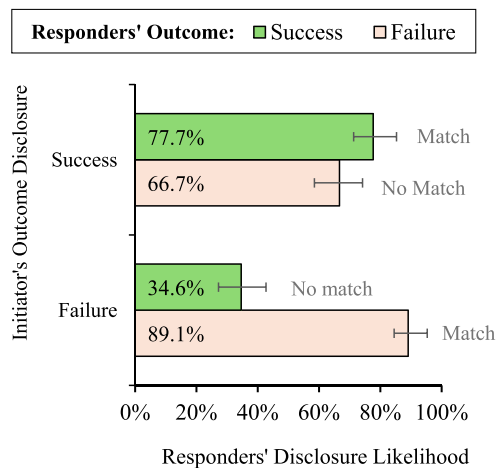 Responders' Outcome: Success Failure
Initiator's Outcome Disclosure
Success
77.7%
Match
66.7%
No Match
Failure
34.6%
No match
89.1%
Match
0% 20% 40% 60% 80% 100%
Responders' Disclosure Likelihood